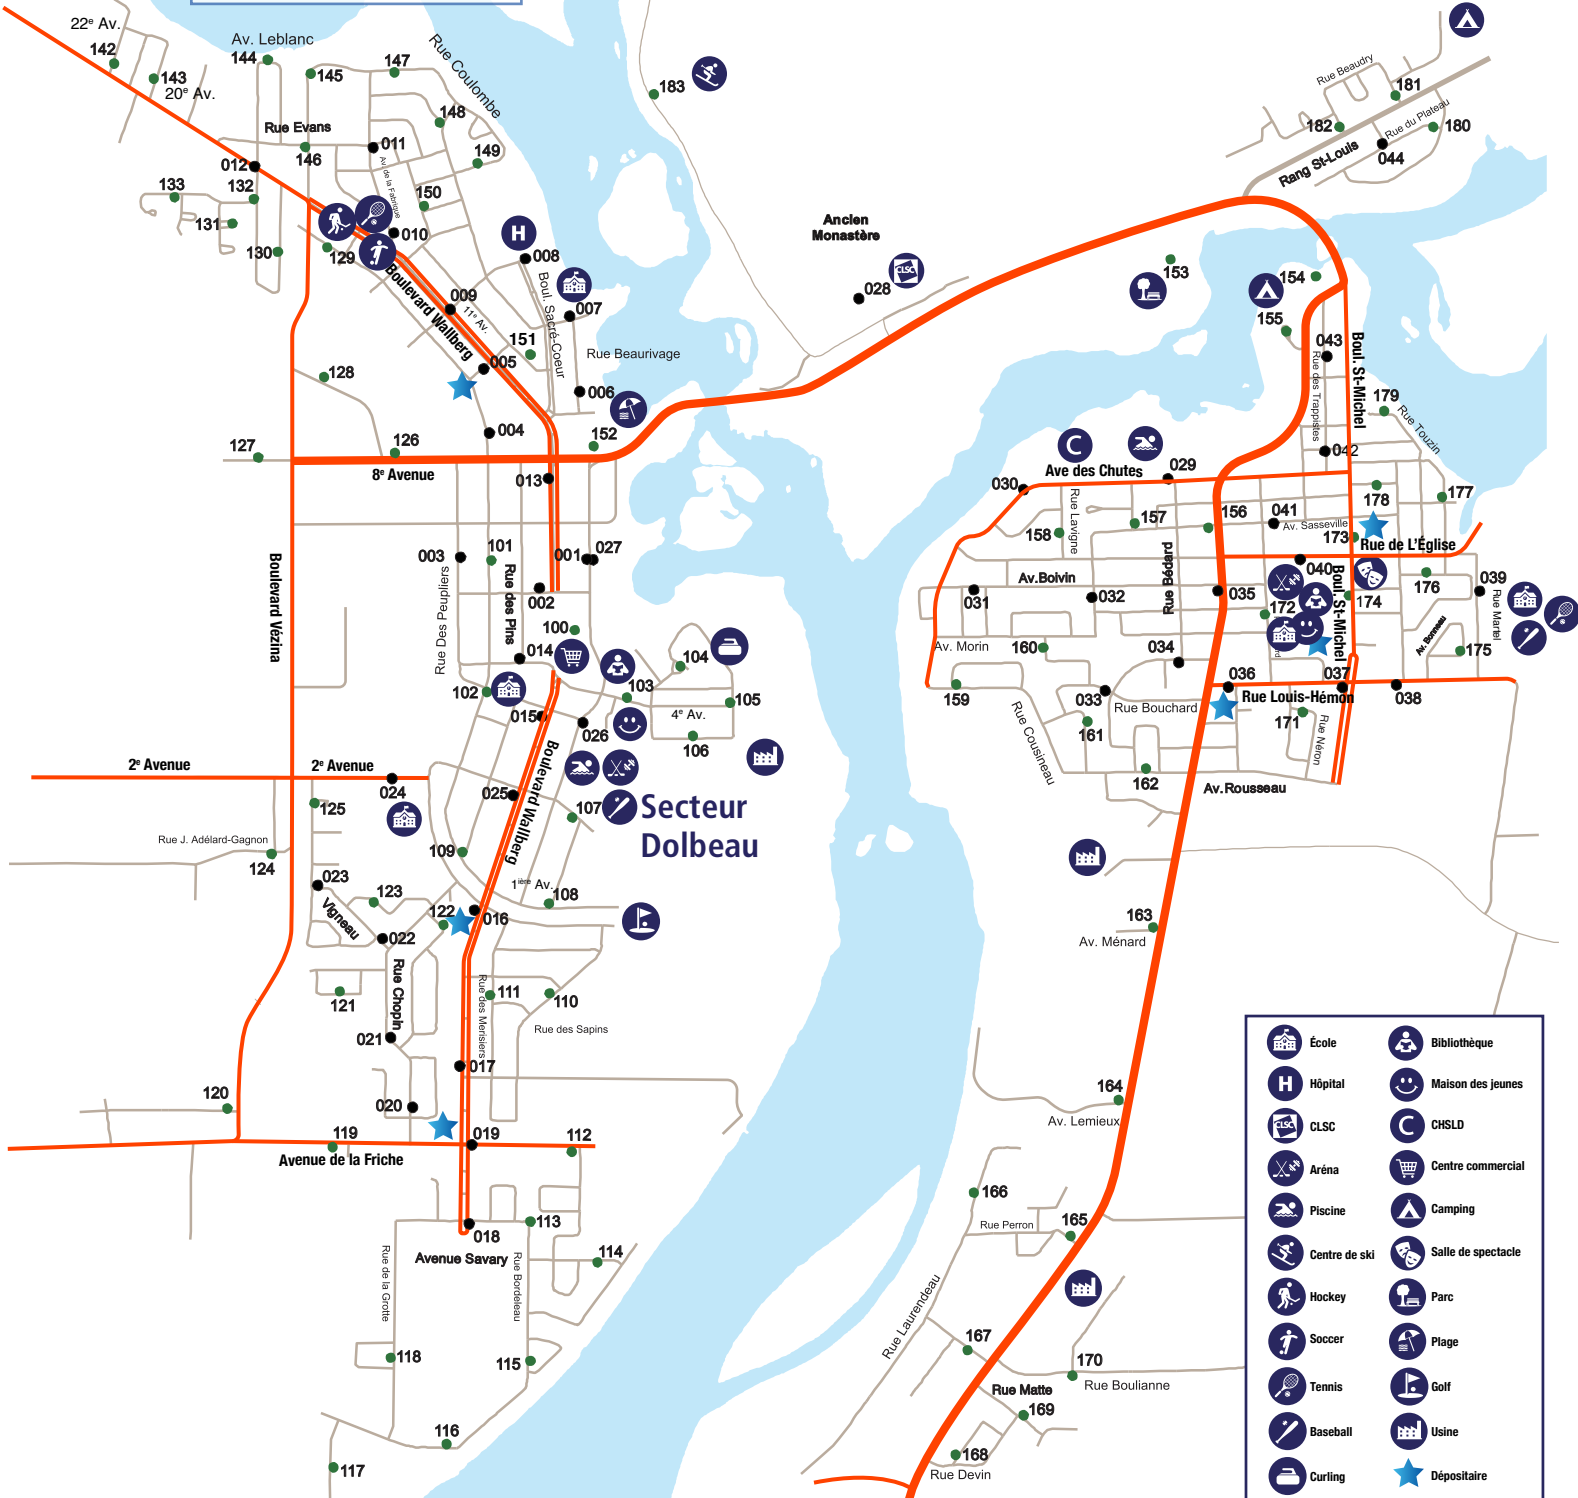 22e Av.
142
143
20e Av.
Av. Leblanc
144
145
147
Rue Coulombe
148
149
Rue Evans
146
011
012
Av. de la Fabrique
150
133
132
131
130
129
010
H
008
007
Boulevard Wallberg
009
11e Av.
Boul. Sacré-Coeur
151
Rue Beaurivage
005
006
128
004
152
127
126
8e Avenue
013
183
Ancien
Monastère
028
CLSC
Rue Beaudry
181
182
Rue du Plateau
180
044
Rang St-Louis
153
154
155
043
Boul. St-Michel
Rue des Trappistes
179
Rue Touzin
042
C
Ave des Chutes
029
030
178
177
Rue Lavigne
158
157
156
041
Av. Sasseville
173
Rue de L'Église
Boulevard Vézina
003
101
001
027
Rue Des Peupliers
Rue des Pins
002
100
014
102
103
104
105
4e Av.
106
015
026
Av.Boivin
Rue Bédard
031
032
035
040
Boul. St-Michel
172
174
176
039
Rue Martel
Av. Bonneau
175
Av. Morin
160
034
159
033
036
037
038
Rue Bouchard
Rue Louis-Hémon
161
171
Rue Néron
Rue Cousineau
162
Av.Rousseau
2e Avenue
2e Avenue
024
025
Boulevard Wallberg
107
Secteur
Dolbeau
125
Rue J. Adélard-Gagnon
124
109
023
123
1ière Av.
108
Vigneau
122
016
022
Rue Chopin
121
111
110
Rue des Merisiers
Rue des Sapins
021
017
120
020
119
019
112
Avenue de la Friche
018
113
Avenue Savary
114
Rue de la Grotte
Rue Bordeleau
118
115
116
117
163
Av. Ménard
164
Av. Lemieux
166
165
Rue Perron
Rue Laurendeau
167
170
Rue Boulianne
Rue Matte
169
168
Rue Devin
École
Bibliothèque
H
Hôpital
Maison des jeunes
CLSC
CLSC
C
CHSLD
Aréna
Centre commercial
Piscine
Camping
Centre de ski
Salle de spectacle
Hockey
Parc
Soccer
Plage
Tennis
Golf
Baseball
Usine
Curling
Dépositaire